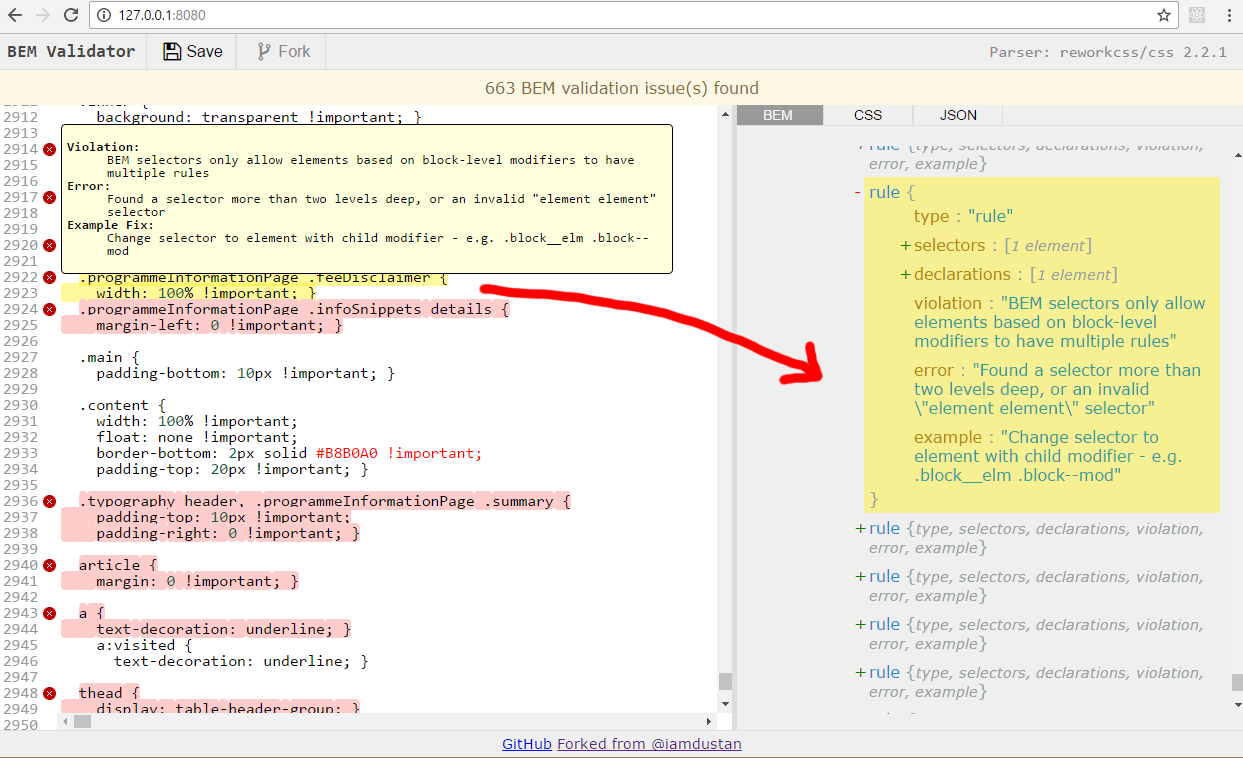 127.0.0.1:8080
BEM Validator Save Fork Parser: reworkcss/css 2.2.1
663 BEM validation issue(s) found
2912 background: transparent !important; }
2913
2914
2915
2916
2917
2918
2919
2920
2921
Violation:
BEM selectors only allow elements based on block-level modifiers to have
multiple rules
Error:
Found a selector more than two levels deep, or an invalid "element element"
selector
Example Fix:
Change selector to element with child modifier - e.g. .block__elm .block--
mod
2922 .programmeInformationPage .feeDisclaimer {
2923 width: 100% !important; }
2924 .programmeInformationPage .infoSnippets details {
2925 margin-left: 0 !important; }
2926
2927 .main {
2928 padding-bottom: 10px !important; }
2929
2930 .content {
2931 width: 100% !important;
2932 float: none !important;
2933 border-bottom: 2px solid #B8B0A0 !important;
2934 padding-top: 20px !important; }
2935
2936 .typography header, .programmeInformationPage .summary {
2937 padding-top: 10px !important;
2938 padding-right: 0 !important; }
2939
2940 article {
2941 margin: 0 !important; }
2942
2943 a {
2944 text-decoration: underline; }
2945 a:visited {
2946 text-decoration: underline; }
2947
2948 thead {
2949 display: table-header-group; }
2950
BEM CSS JSON
+ rule {type, selectors, declarations, violation,
error, example}
- rule {
type : "rule"
+ selectors : [1 element]
+ declarations : [1 element]
violation : "BEM selectors only allow
elements based on block-level
modifiers to have multiple rules"
error : "Found a selector more than
two levels deep, or an invalid
\"element element\" selector"
example : "Change selector to
element with child modifier - e.g.
.block__elm .block--mod"
}
+ rule {type, selectors, declarations, violation,
error, example}
+ rule {type, selectors, declarations, violation,
error, example}
+ rule {type, selectors, declarations, violation,
error, example}
+ rule {type, selectors, declarations, violation,
error, example}
GitHub Forked from @iamdustan